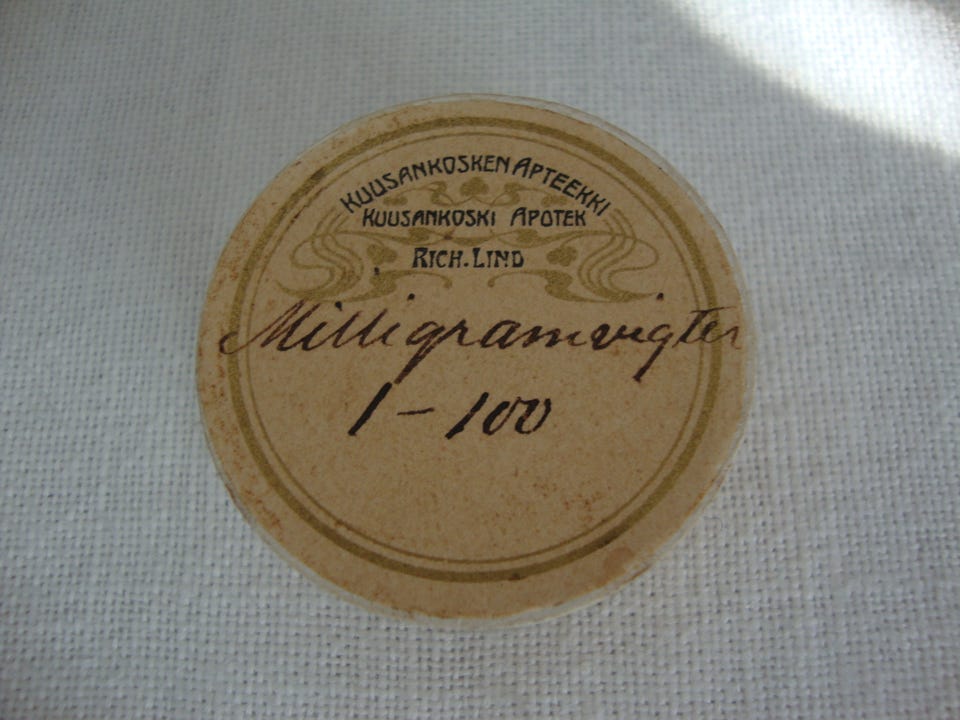 KUUSANKOSKEN APTEEKKI
KUUSANKOSKI APOTEK
RICH. LIND
Milligramvigter
1 – 100